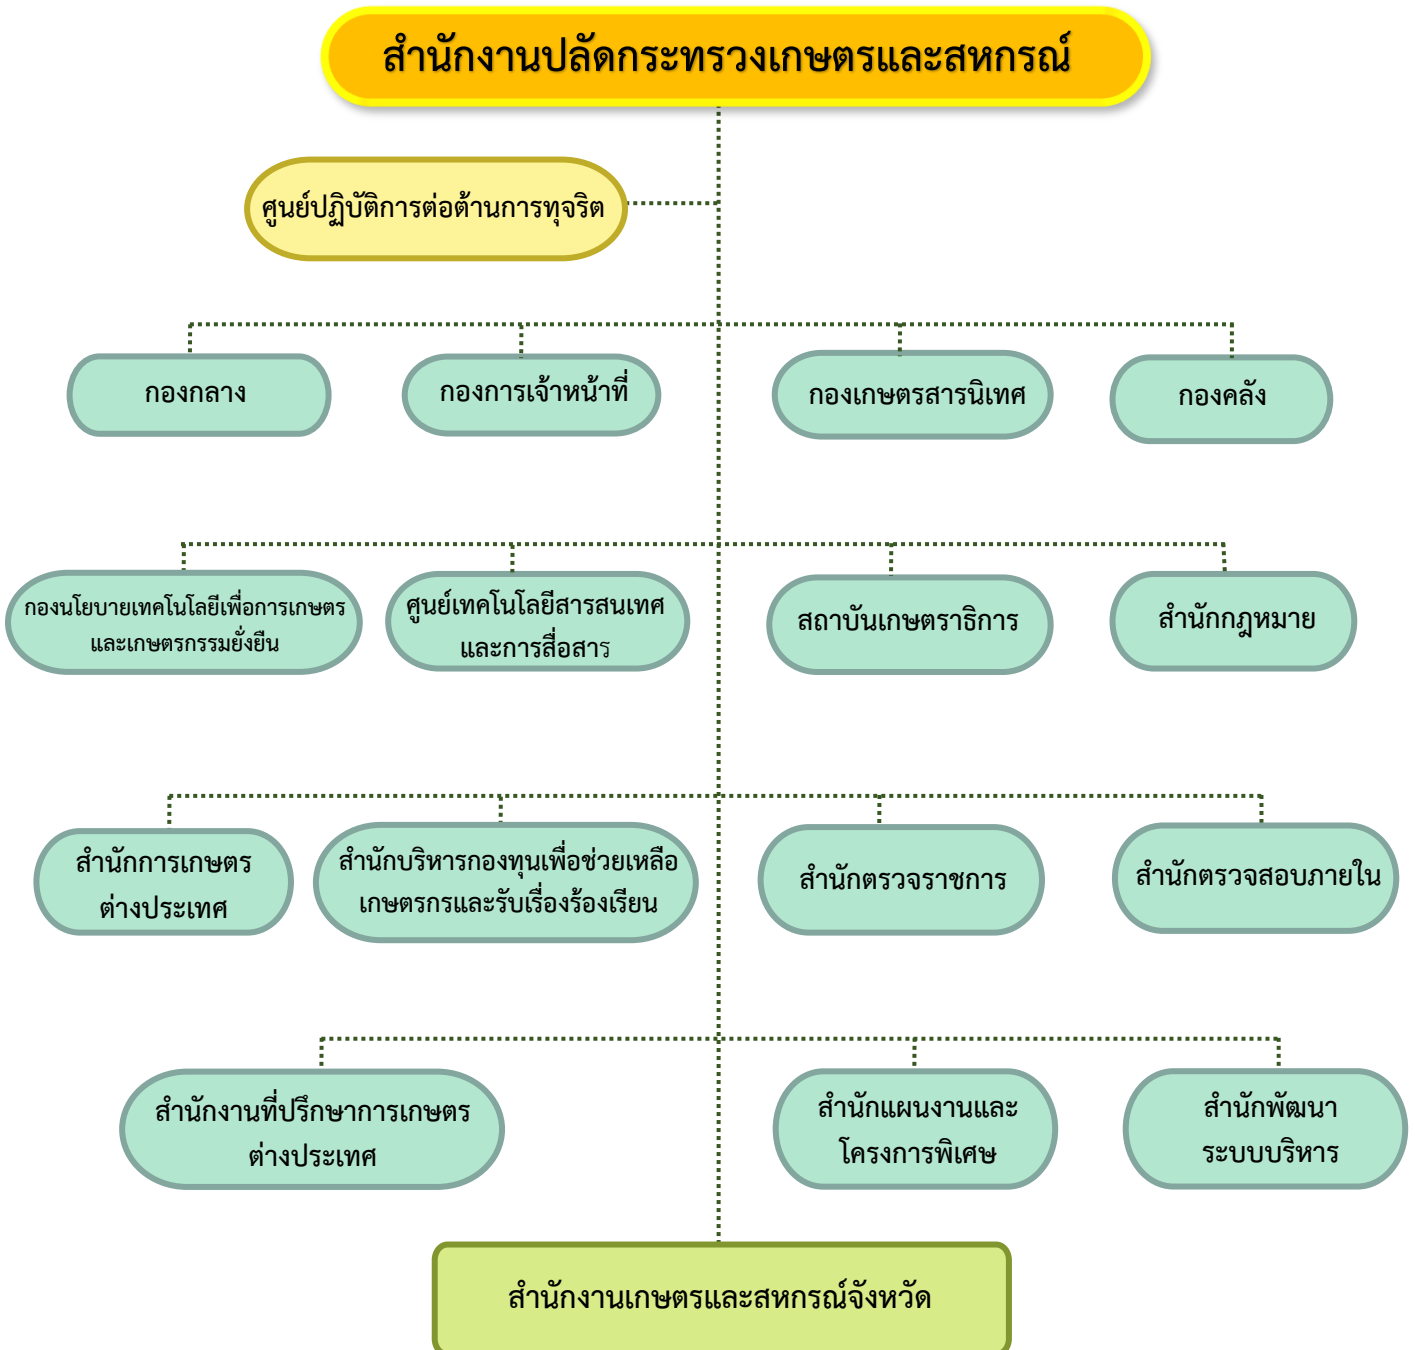 สำนักงานปลัดกระทรวงเกษตรและสหกรณ์
ศูนย์ปฏิบัติการต่อต้านการทุจริต
กองกลาง
กองการเจ้าหน้าที่
กองเกษตรสารนิเทศ
กองคลัง
กองนโยบายเทคโนโลยีเพื่อการเกษตร
และเกษตรกรรมยั่งยืน
ศูนย์เทคโนโลยีสารสนเทศ
และการสื่อสาร
สถาบันเกษตราธิการ
สำนักกฎหมาย
สำนักการเกษตร
ต่างประเทศ
สำนักบริหารกองทุนเพื่อช่วยเหลือ
เกษตรกรและรับเรื่องร้องเรียน
สำนักตรวจราชการ
สำนักตรวจสอบภายใน
สำนักงานที่ปรึกษาการเกษตร
ต่างประเทศ
สำนักแผนงานและ
โครงการพิเศษ
สำนักพัฒนา
ระบบบริหาร
สำนักงานเกษตรและสหกรณ์จังหวัด